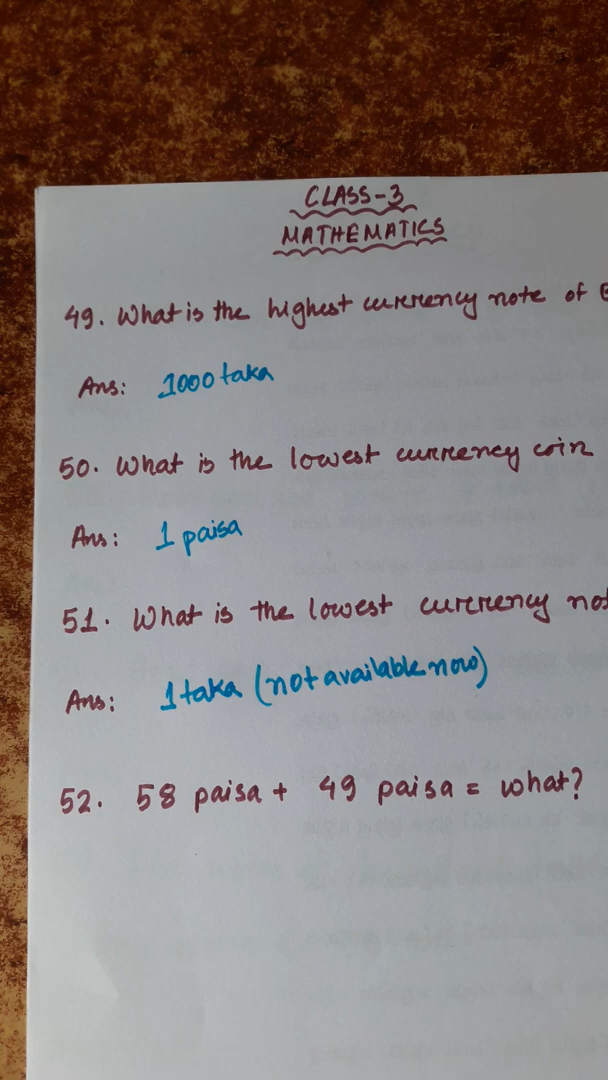 CLASS-3
MATHEMATICS
49. What is the highest currency note of
Ans: 1000 taka
50. What is the lowest currency coin
Ans: 1 paisa
51. What is the lowest currency
Ans: 1 taka (not available now)
52. 58 paisa + 49 paisa = what?